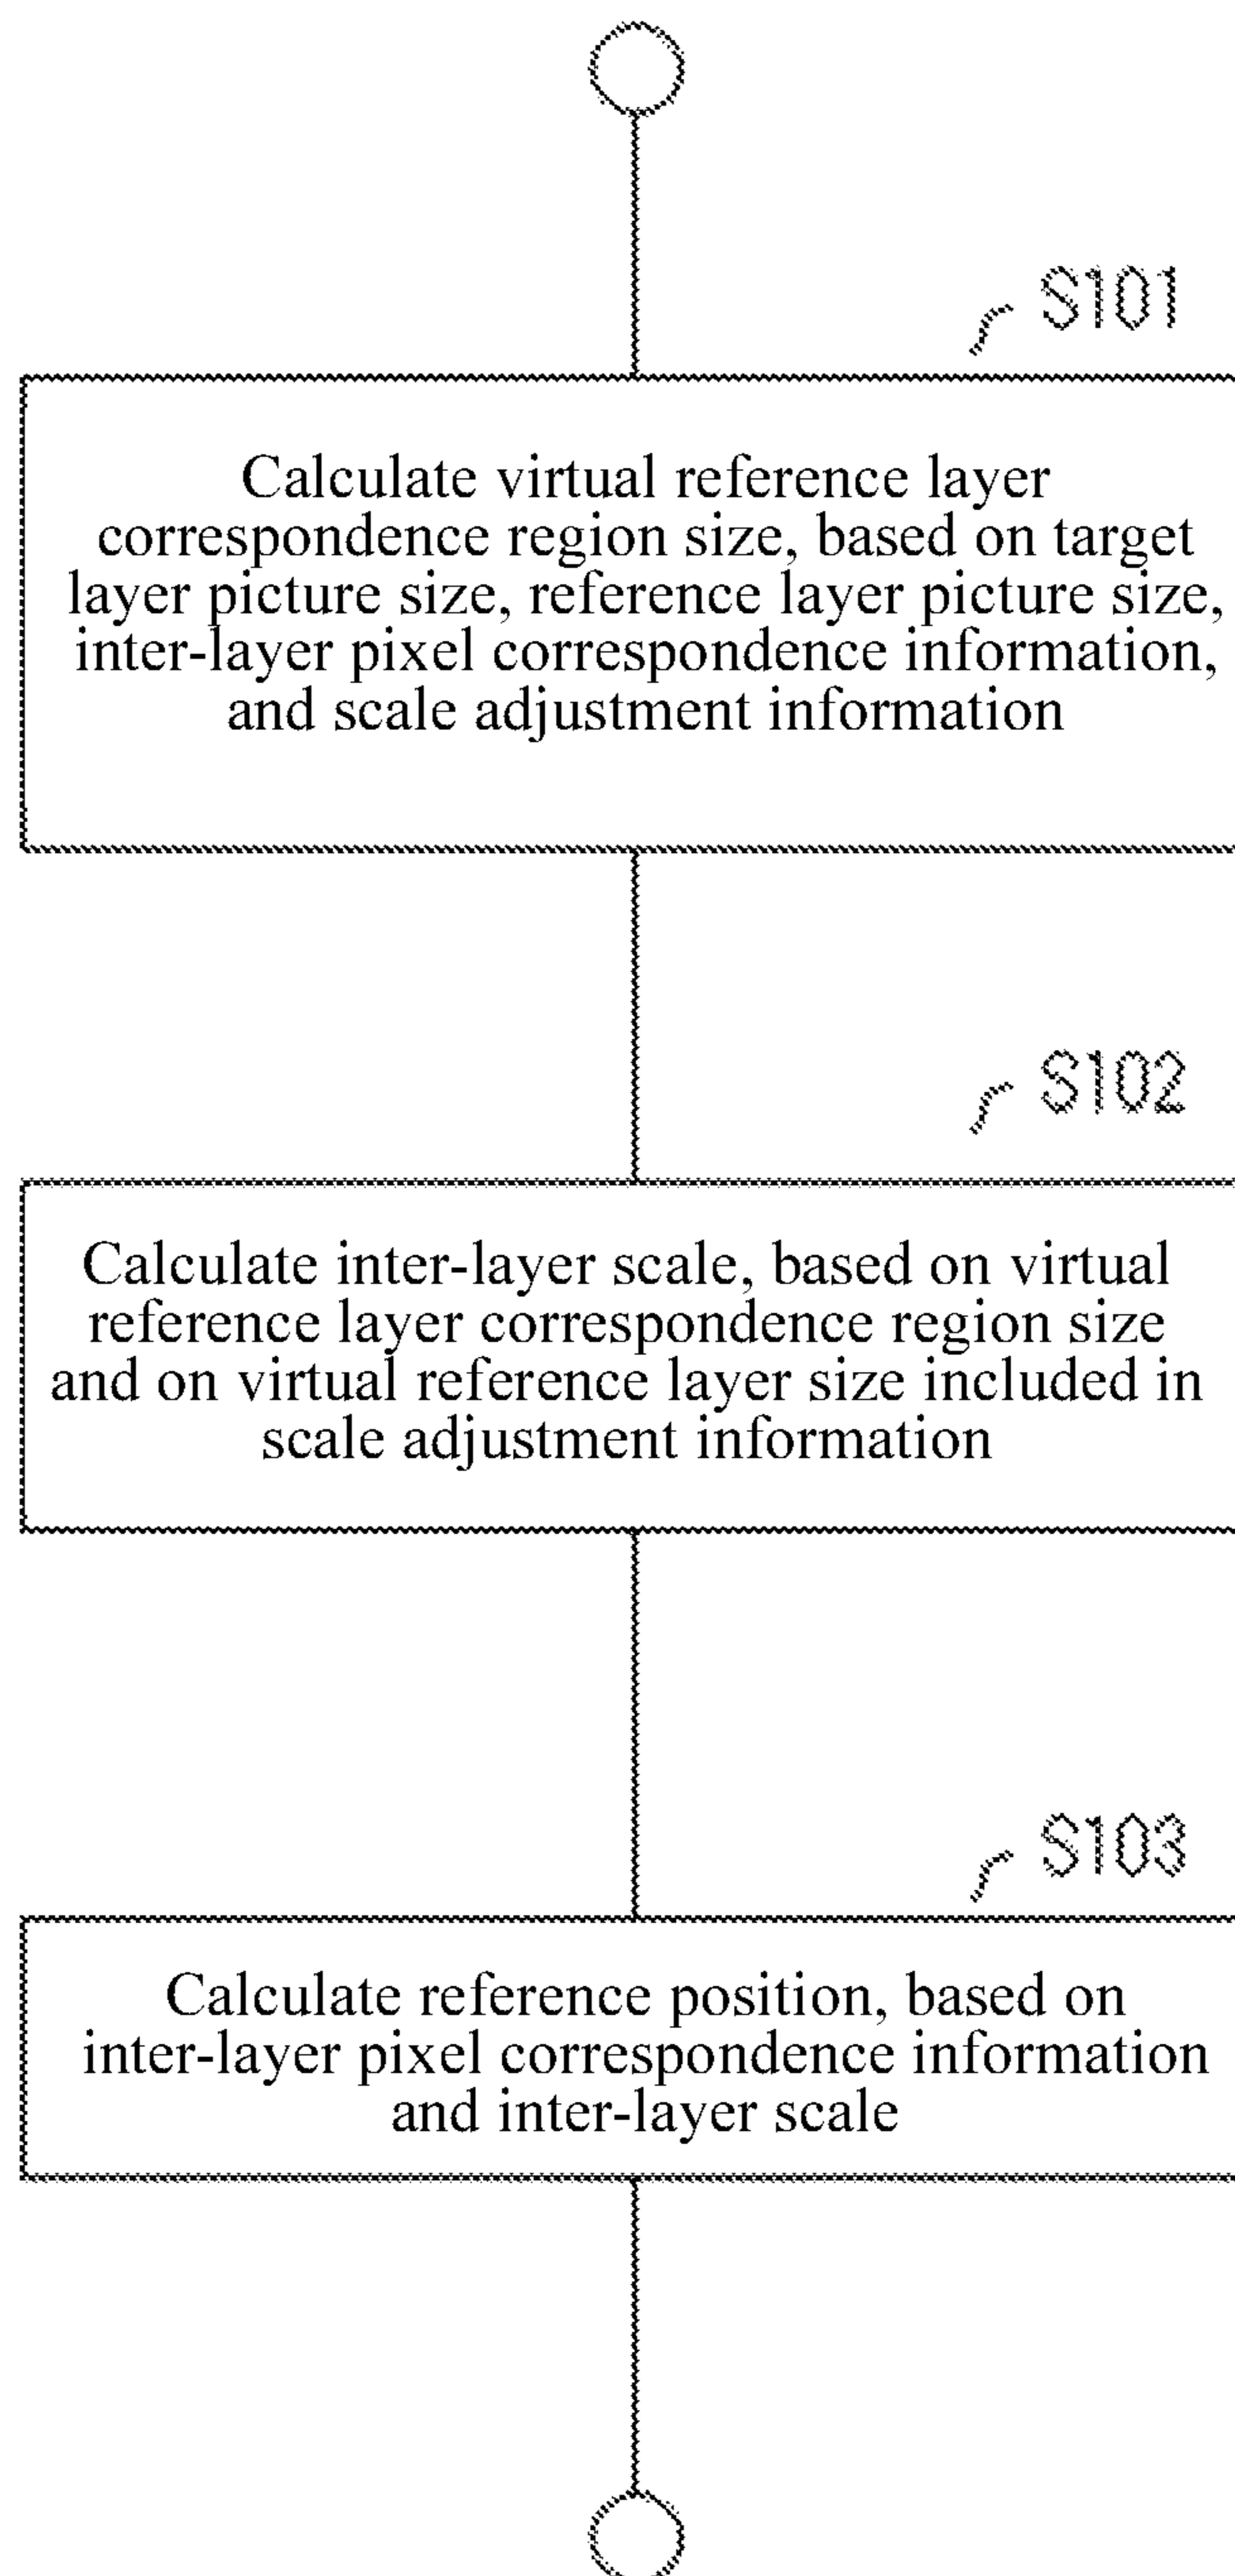 S101
Calculate virtual reference layer
correspondence region size, based on target
layer picture size, reference layer picture size,
inter-layer pixel correspondence information,
and scale adjustment information
S102
Calculate inter-layer scale, based on virtual
reference layer correspondence region size
and on virtual reference layer size included in
scale adjustment information
S103
Calculate reference position, based on
inter-layer pixel correspondence information
and inter-layer scale